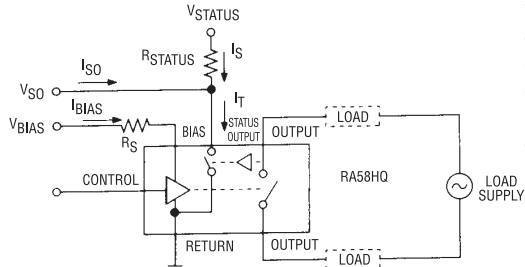 VSTATUS
RSTATUS
IS
ISO
VSO
IT
IBIAS
VBIAS
RS
BIAS
STATUS
OUTPUT
OUTPUT
LOAD
CONTROL
RA58HQ
LOAD
SUPPLY
RETURN
OUTPUT
LOAD